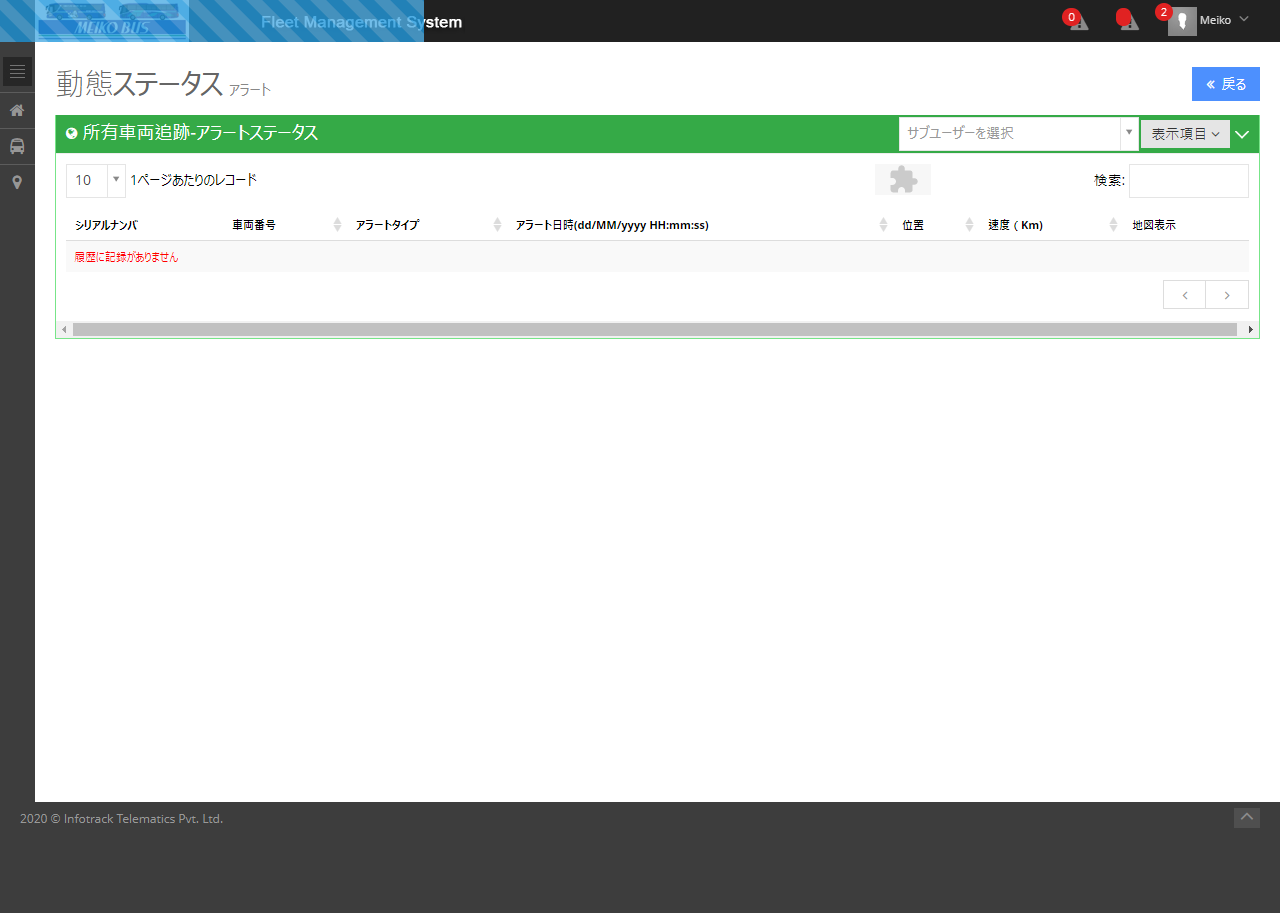 MEIKO BUS
Fleet Management System
0
2
Meiko
動態ステータス アラート
戻る
所有車両追跡-アラートステータス
サブユーザーを選択
表示項目
10
1ページあたりのレコード
検索:
シリアルナンバ
車両番号
アラートタイプ
アラート日時(dd/MM/yyyy HH:mm:ss)
位置
速度 ( Km)
地図表示
履歴に記録がありません
2020 © Infotrack Telematics Pvt. Ltd.